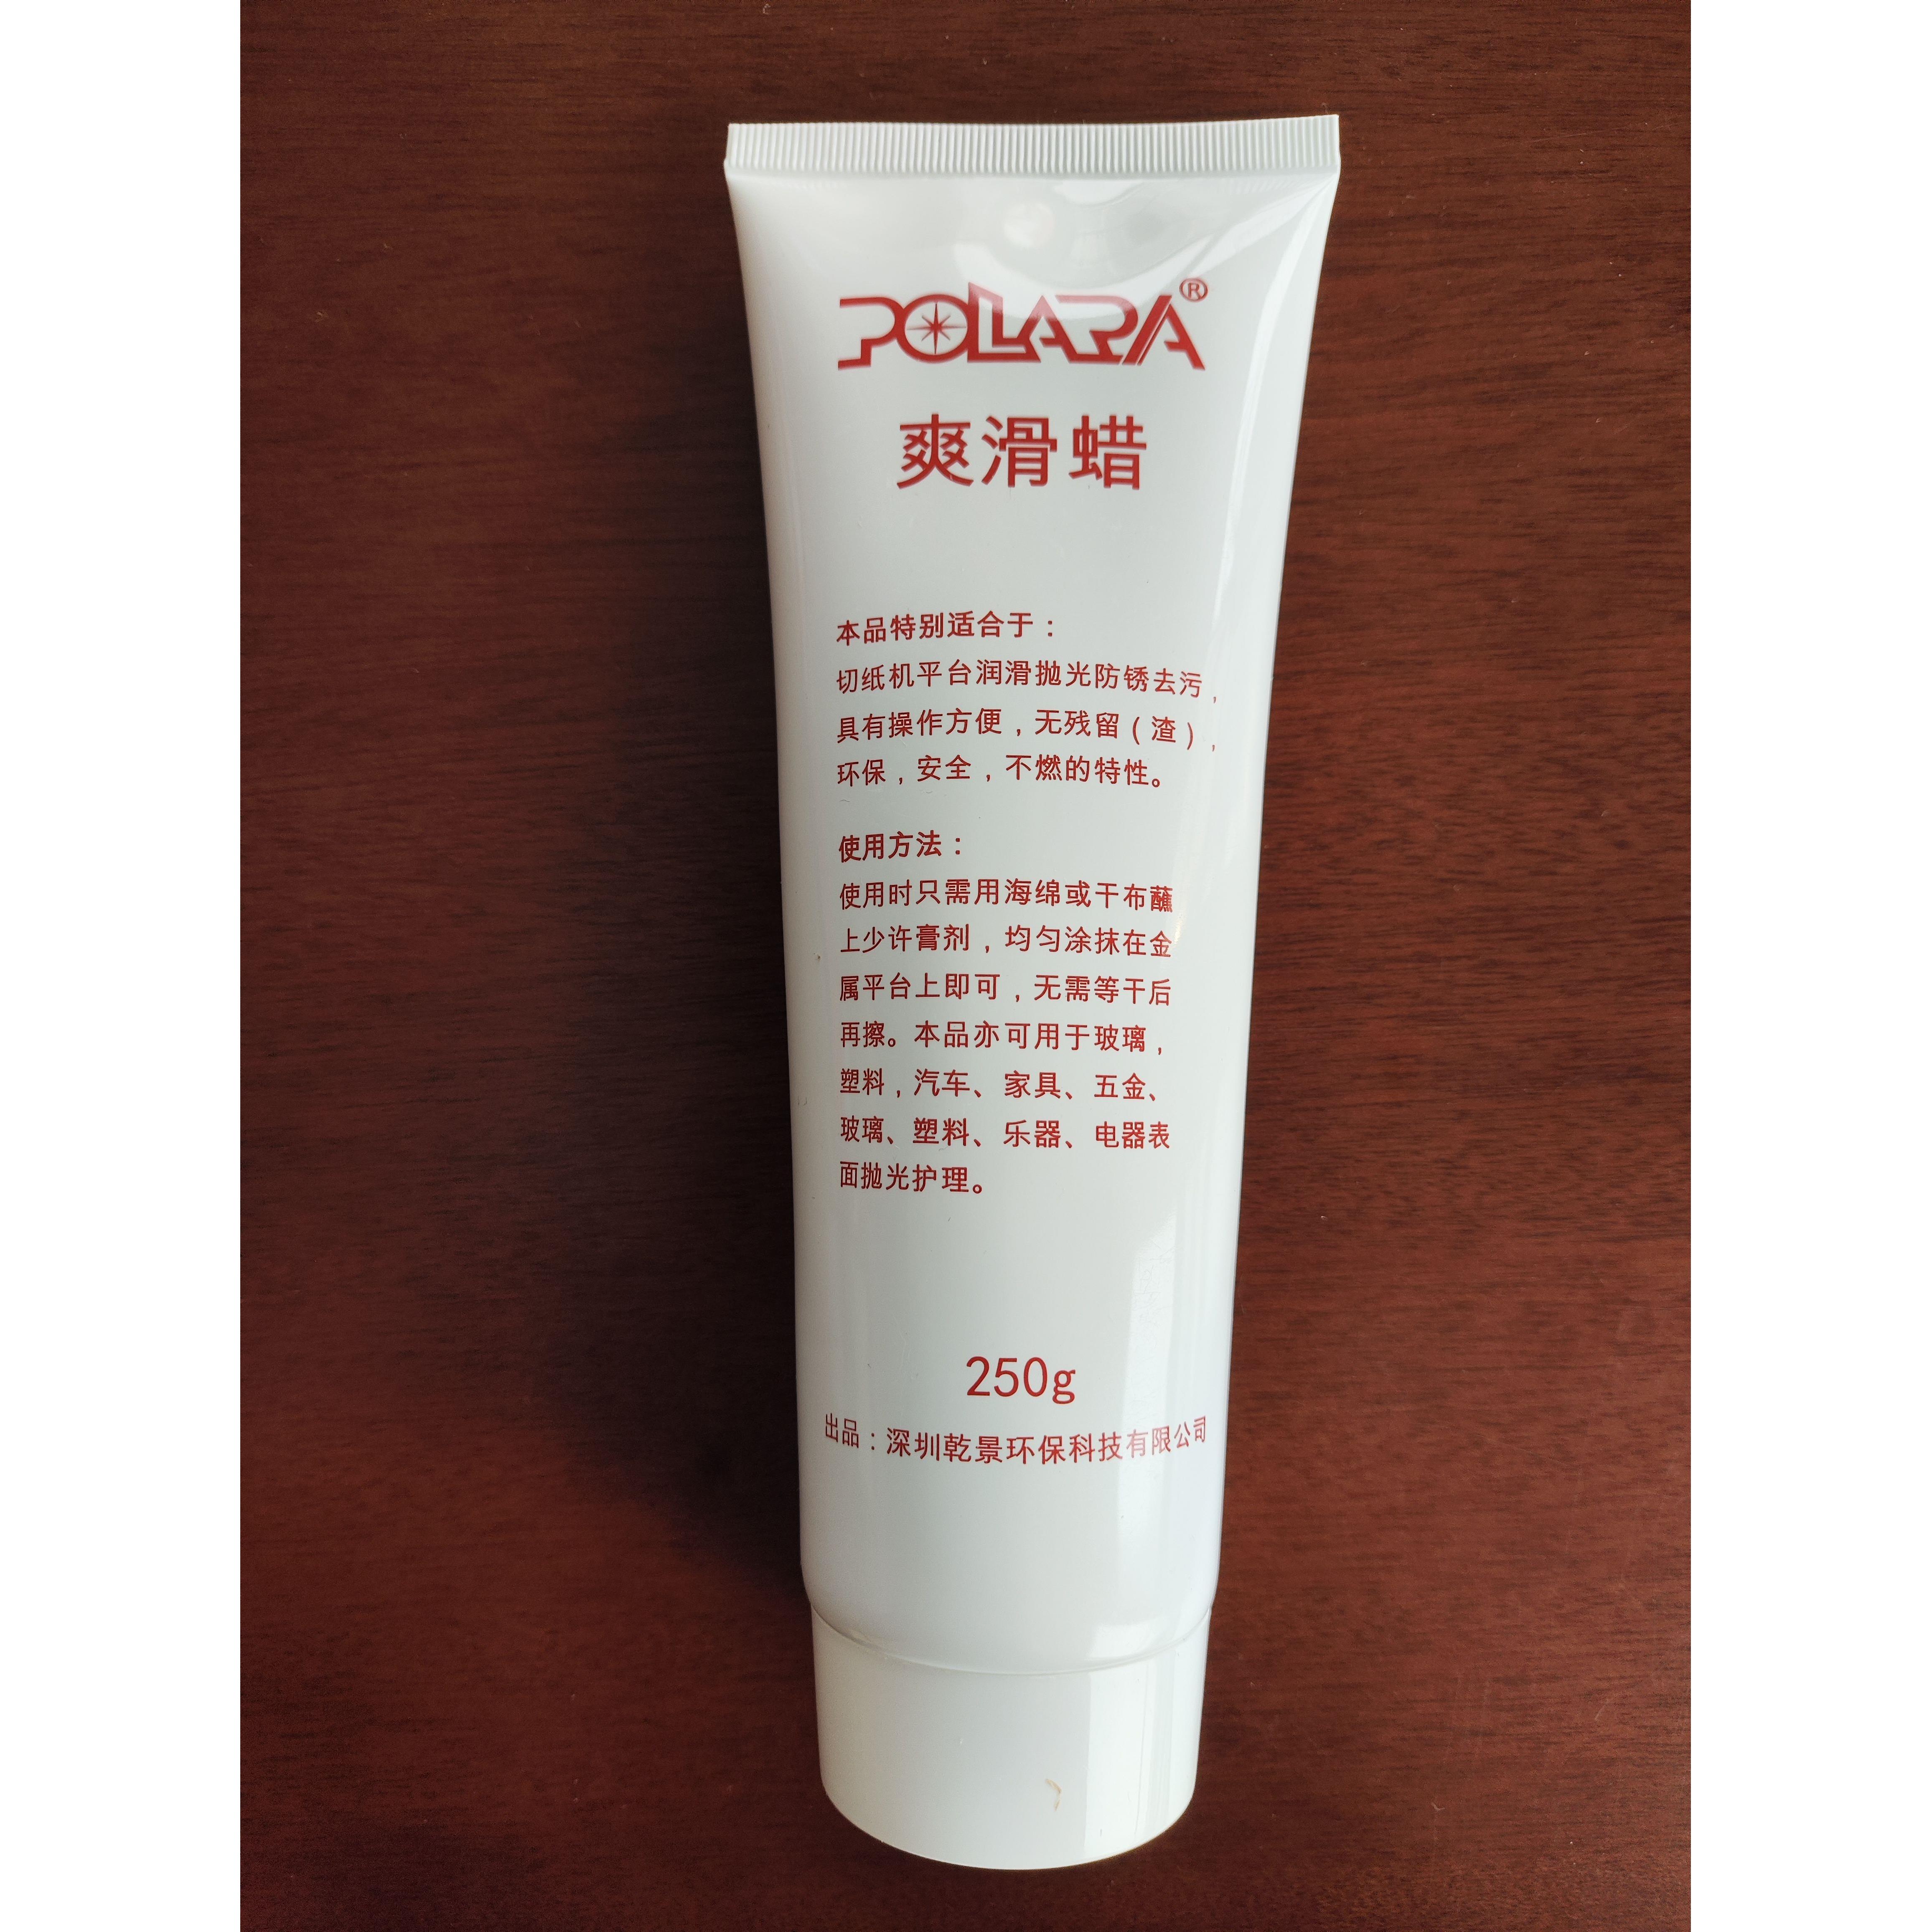 POLARA®
爽滑蜡
本品特别适合于：
切纸机平台润滑抛光防锈去污，
具有操作方便，无残留（渣），
环保，安全，不燃的特性。
使用方法：
使用时只需用海绵或干布蘸
上少许膏剂，均匀涂抹在金
属平台上即可，无需等干后
再擦。本品亦可用于玻璃，
塑料，汽车、家具、五金、
玻璃、塑料、乐器、电器表
面抛光护理。
250g
出品：深圳乾景环保科技有限公司